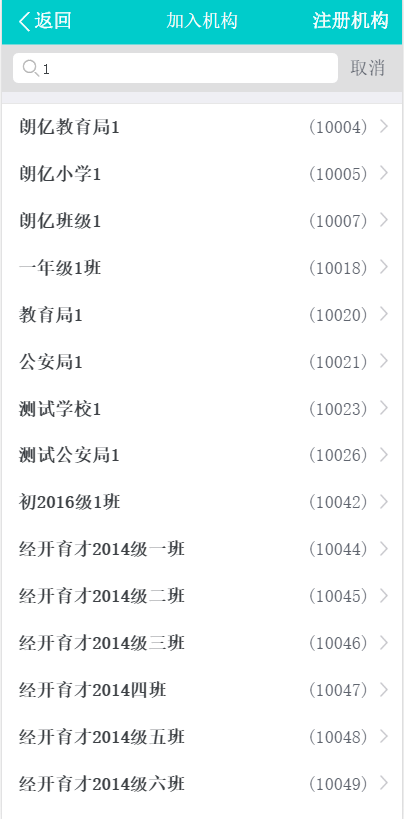 返回 加入机构 注册机构
1 取消
朗亿教育局1 (10004)
朗亿小学1 (10005)
朗亿班级1 (10007)
一年级1班 (10018)
教育局1 (10020)
公安局1 (10021)
测试学校1 (10023)
测试公安局1 (10026)
初2016级1班 (10042)
经开育才2014级一班 (10044)
经开育才2014级二班 (10045)
经开育才2014级三班 (10046)
经开育才2014四班 (10047)
经开育才2014级五班 (10048)
经开育才2014级六班 (10049)